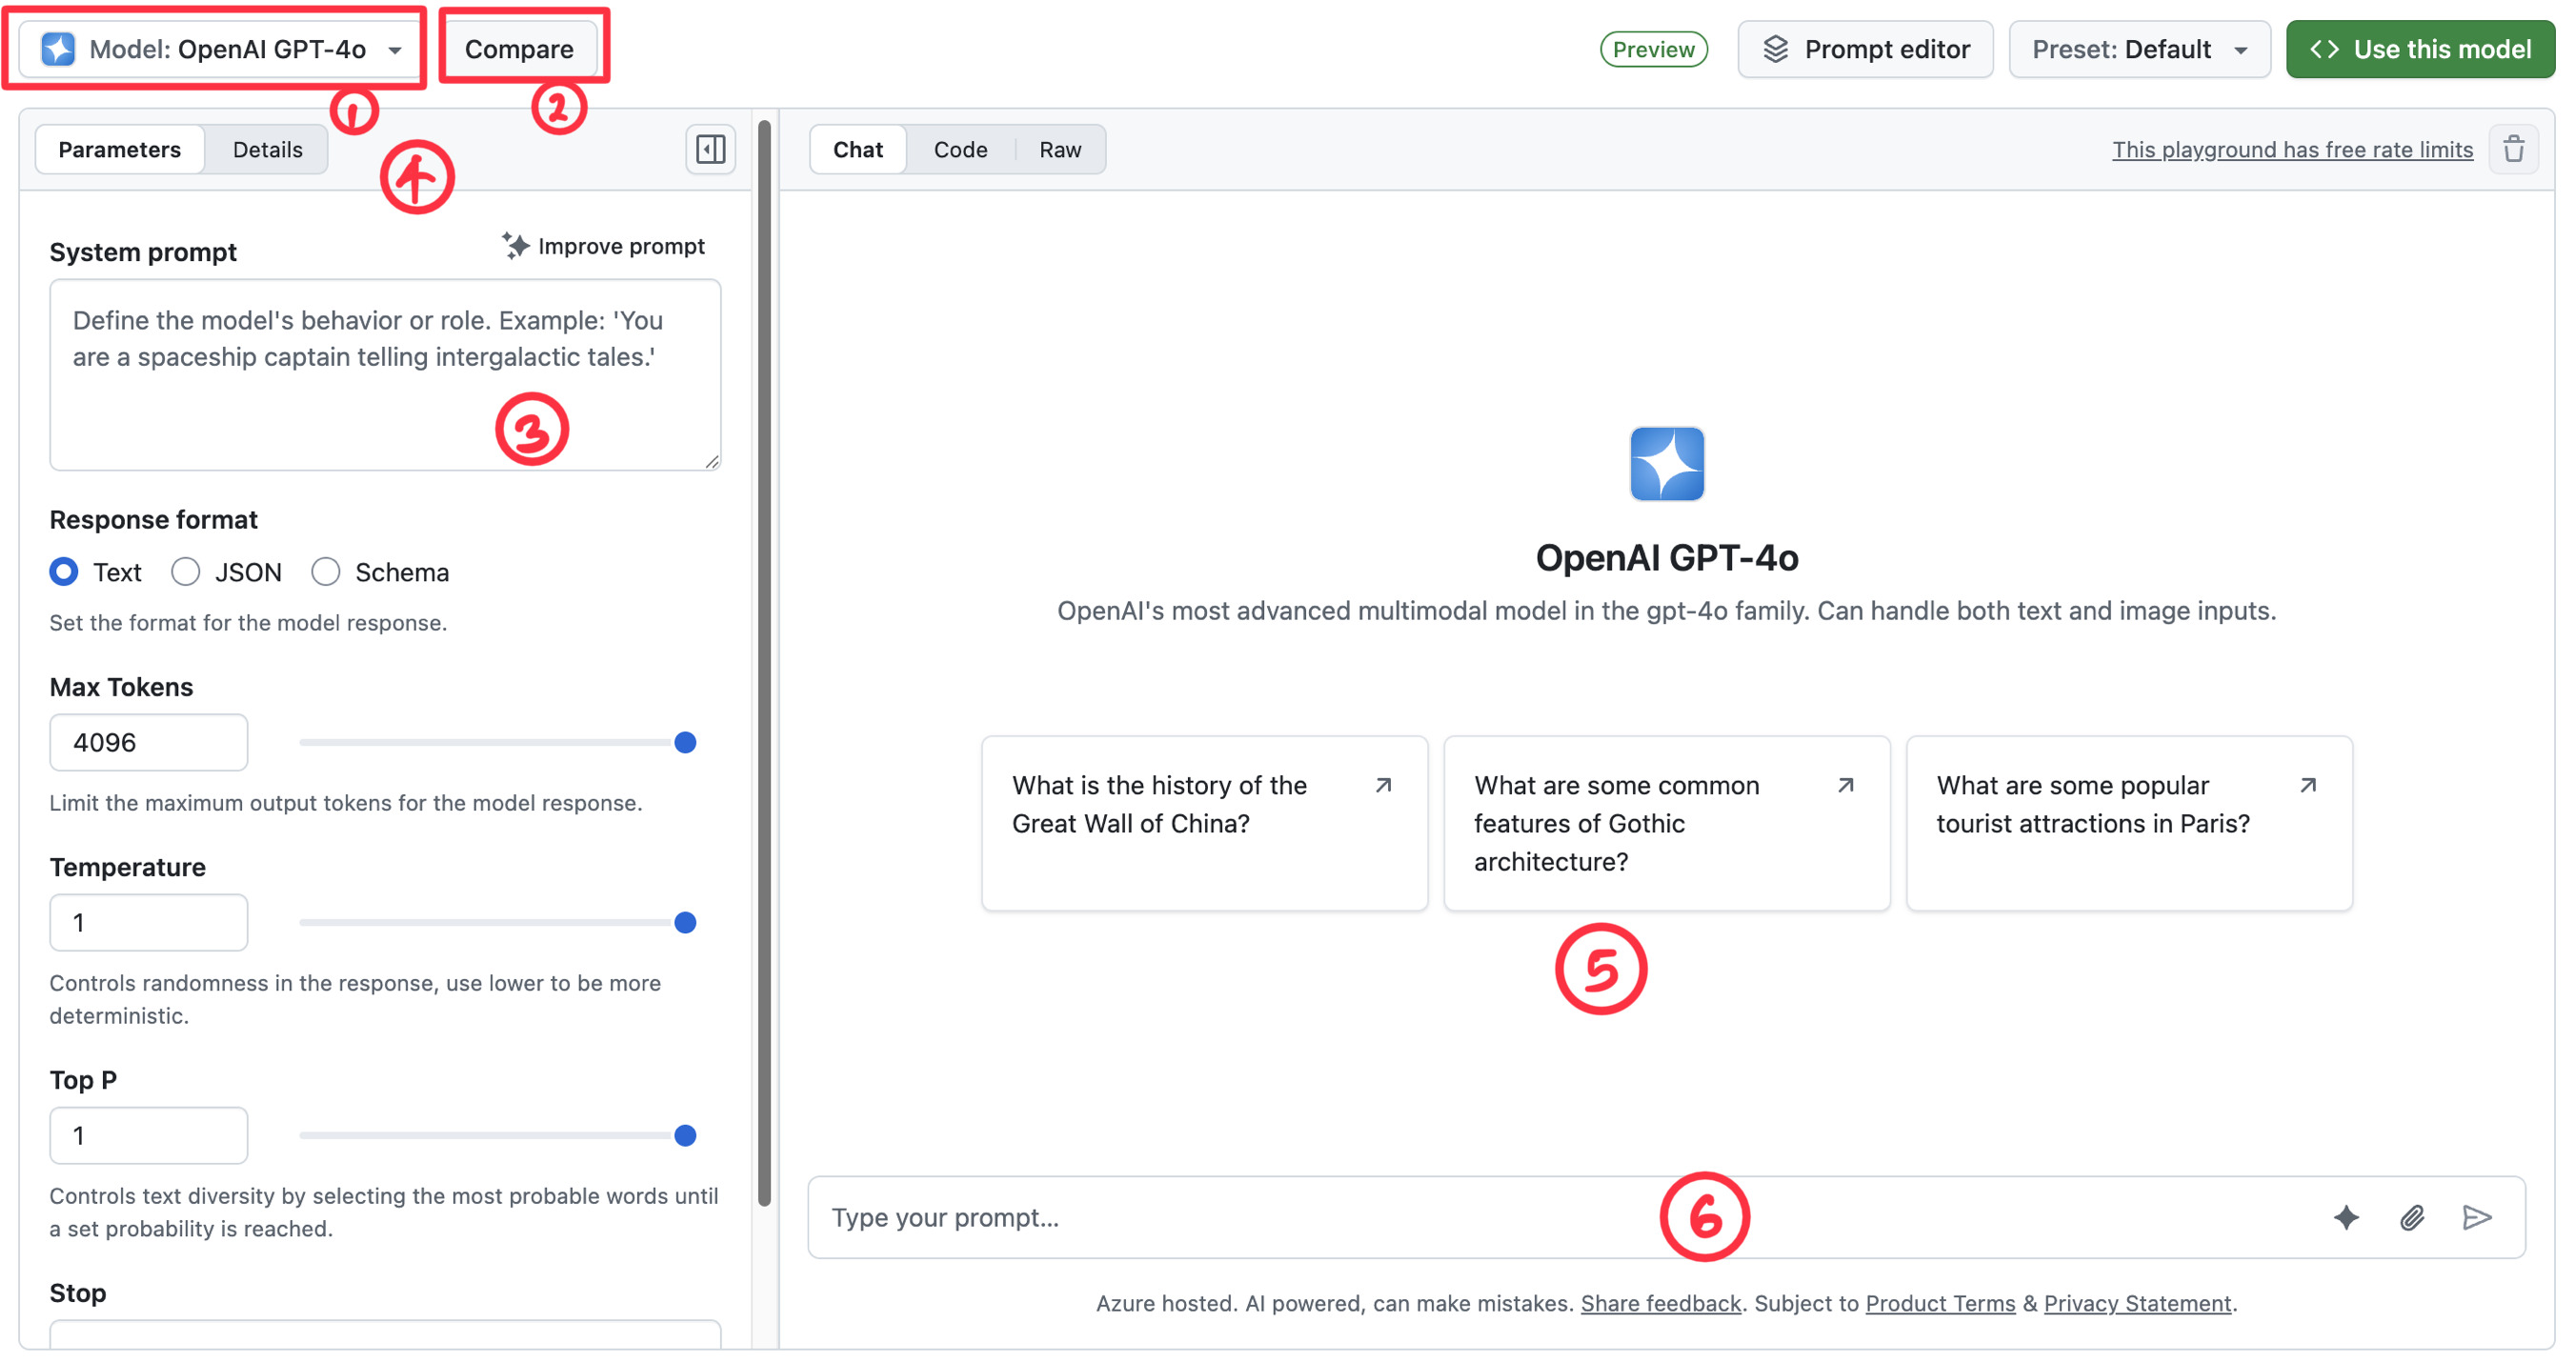 Model: OpenAI GPT-4o
Compare
Preview
Prompt editor
Preset: Default
<> Use this model
1
2
Parameters
Details
4
Chat
Code
Raw
This playground has free rate limits
System prompt
Improve prompt
Define the model's behavior or role. Example: 'You
are a spaceship captain telling intergalactic tales.'
3
Response format
Text
JSON
Schema
Set the format for the model response.
Max Tokens
4096
Limit the maximum output tokens for the model response.
Temperature
1
Controls randomness in the response, use lower to be more
deterministic.
Top P
1
Controls text diversity by selecting the most probable words until
a set probability is reached.
Stop
OpenAI GPT-4o
OpenAI's most advanced multimodal model in the gpt-4o family. Can handle both text and image inputs.
What is the history of the
Great Wall of China?
What are some common
features of Gothic
architecture?
What are some popular
tourist attractions in Paris?
5
Type your prompt...
6
Azure hosted. AI powered, can make mistakes. Share feedback. Subject to Product Terms & Privacy Statement.